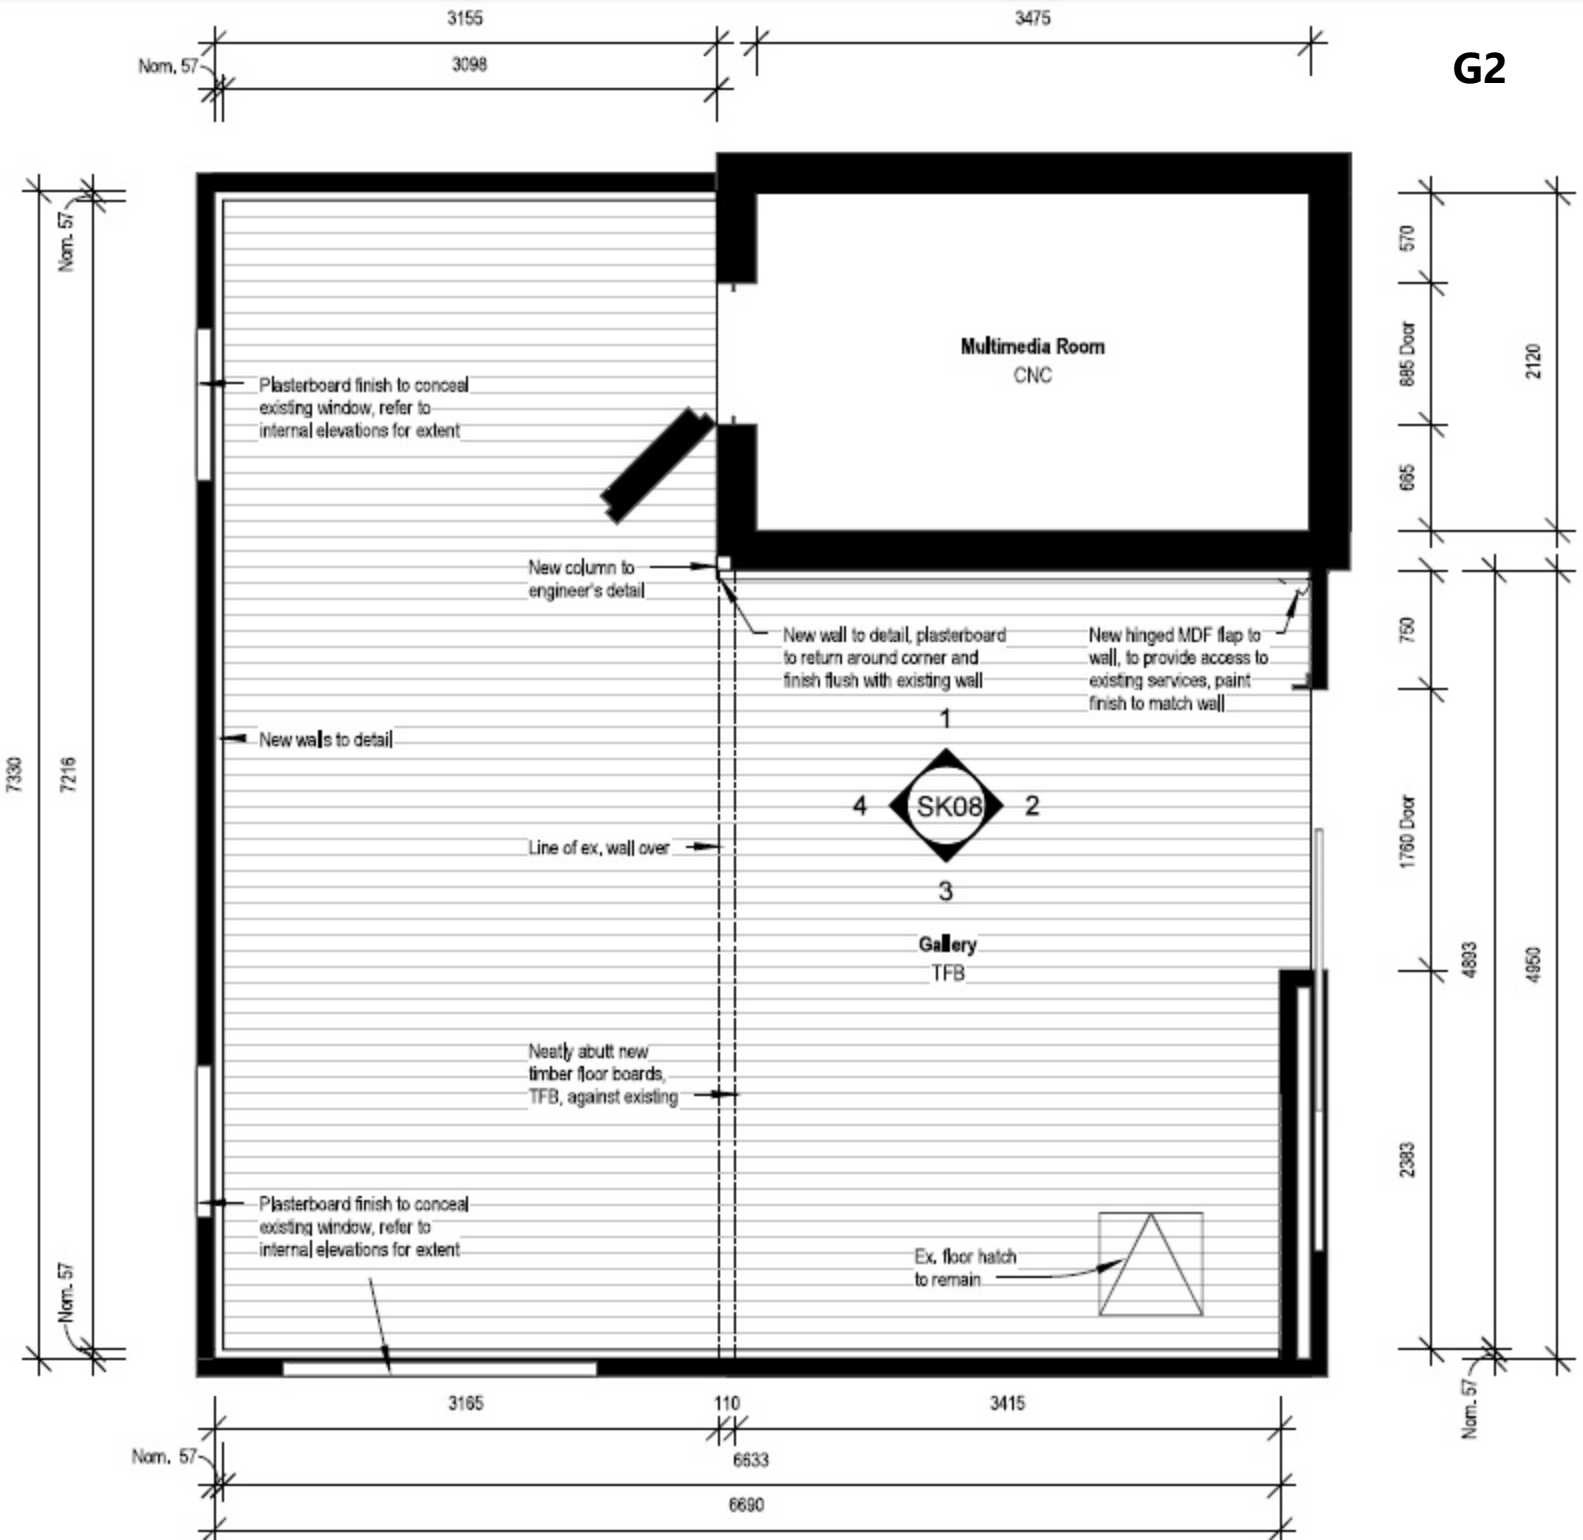 3155
3475
G2
Nom. 57
3098
Nom. 57
570
Multimedia Room
CNC
885 Door
2120
Plasterboard finish to conceal
existing window, refer to
internal elevations for extent
665
New column to
engineer's detail
New wall to detail, plasterboard
to return around corner and
finish flush with existing wall
New hinged MDF flap to
wall, to provide access to
existing services, paint
finish to match wall
750
1
New walls to detail
7330
7216
4
SK08
2
1760 Door
Line of ex. wall over
3
Gallery
TFB
4893
4950
Neatly abutt new
timber floor boards,
TFB, against existing
2383
Plasterboard finish to conceal
existing window, refer to
internal elevations for extent
Ex. floor hatch
to remain
Nom. 57
Nom. 57
3165
110
3415
Nom. 57
6633
6690